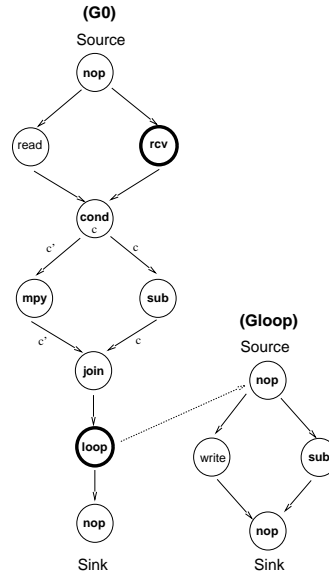 (G0)
Source
nop
read
rcv
cond
c
c'
c
mpy
sub
c'
c
join
loop
nop
Sink
(Gloop)
Source
nop
write
sub
nop
Sink